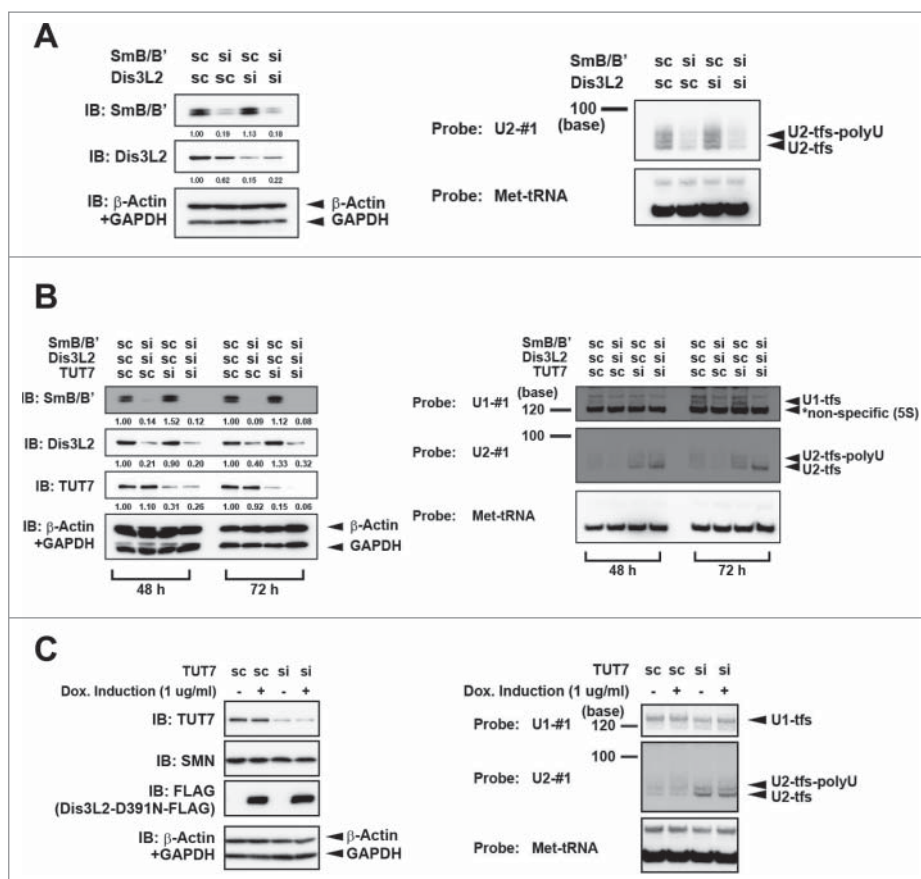 A
SmB/B' sc si sc si
Dis3L2 sc sc si si
IB: SmB/B'
1.00 0.19 1.13 0.18
IB: Dis3L2
1.00 0.62 0.15 0.22
IB: β-Actin
+GAPDH
β-Actin
GAPDH
SmB/B' sc si sc si
Dis3L2 sc sc si si
100
(base)
Probe: U2-#1
U2-tfs-polyU
U2-tfs
Probe: Met-tRNA
B
SmB/B' sc si sc si sc si sc si
Dis3L2 sc si sc si sc si sc si
TUT7 sc sc si si sc sc si si
IB: SmB/B'
1.00 0.14 1.52 0.12 1.00 0.09 1.12 0.08
IB: Dis3L2
1.00 0.21 0.90 0.20 1.00 0.40 1.33 0.32
IB: TUT7
1.00 1.10 0.31 0.26 1.00 0.92 0.15 0.06
IB: β-Actin
+GAPDH
β-Actin
GAPDH
48 h 72 h
SmB/B' sc si sc si sc si sc si
Dis3L2 sc si sc si sc si sc si
TUT7 sc sc si si sc sc si si
(base)
Probe: U1-#1
120
U1-tfs
*non-specific (5S)
100
Probe: U2-#1
U2-tfs-polyU
U2-tfs
Probe: Met-tRNA
48 h 72 h
C
TUT7 sc sc si si
Dox. Induction (1 ug/ml) - + - +
IB: TUT7
IB: SMN
IB: FLAG
(Dis3L2-D391N-FLAG)
IB: β-Actin
+GAPDH
β-Actin
GAPDH
TUT7 sc sc si si
Dox. Induction (1 ug/ml) - + - +
(base)
Probe: U1-#1
120
U1-tfs
100
Probe: U2-#1
U2-tfs-polyU
U2-tfs
Probe: Met-tRNA